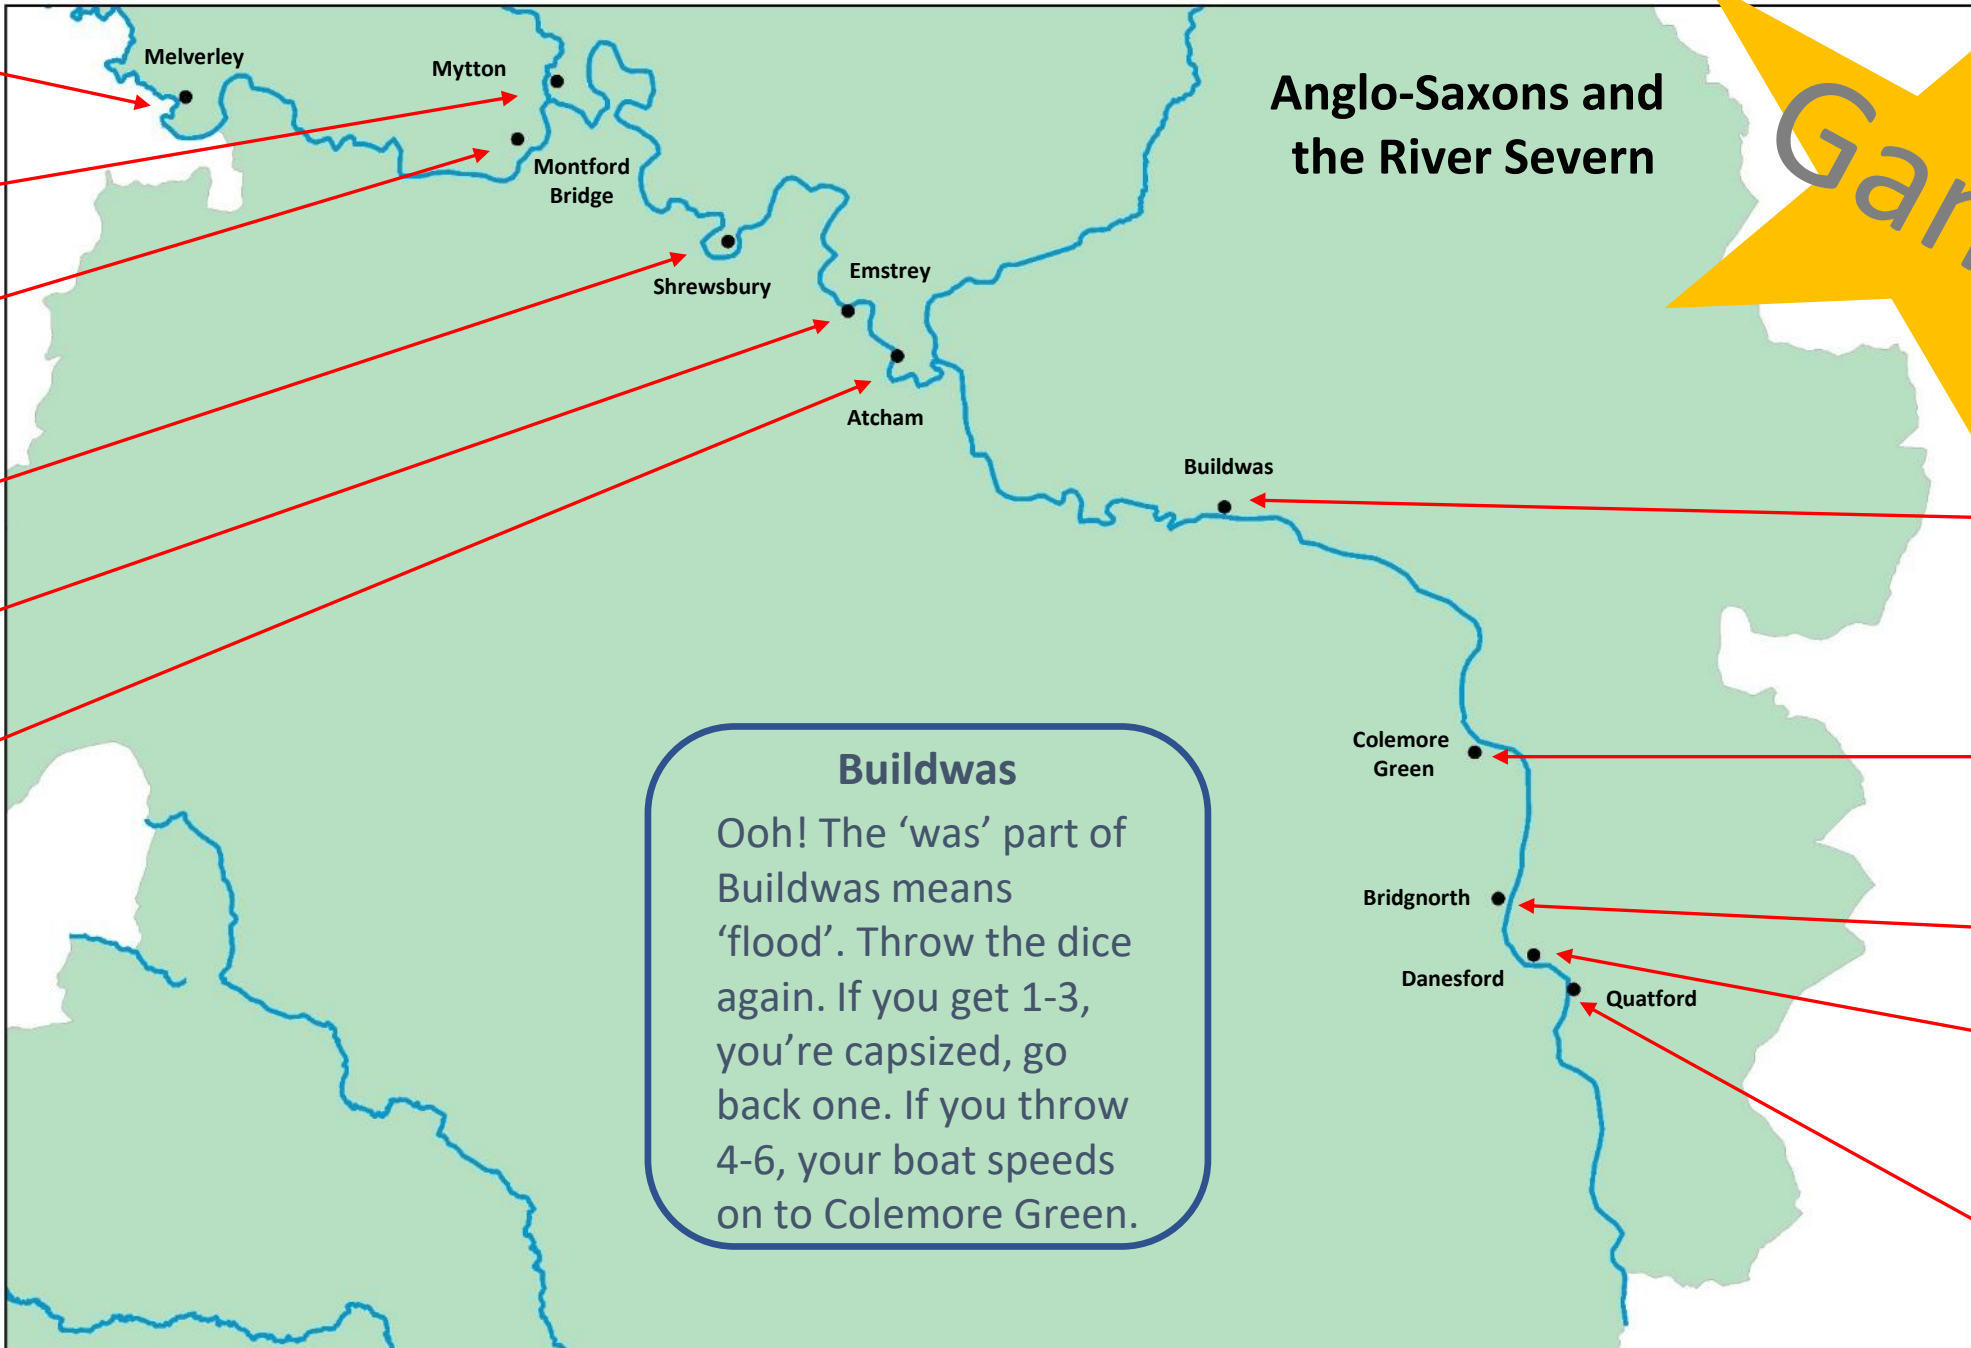 Anglo-Saxons and
the River Severn
Melverley
Mytton
Montford
Bridge
Shrewsbury
Emstrey
Atcham
Buildwas
Colemore
Green
Bridgnorth
Danesford
Quatford
Buildwas
Ooh! The ‘was’ part of
Buildwas means
‘flood’. Throw the dice
again. If you get 1-3,
you’re capsized, go
back one. If you throw
4-6, your boat speeds
on to Colemore Green.